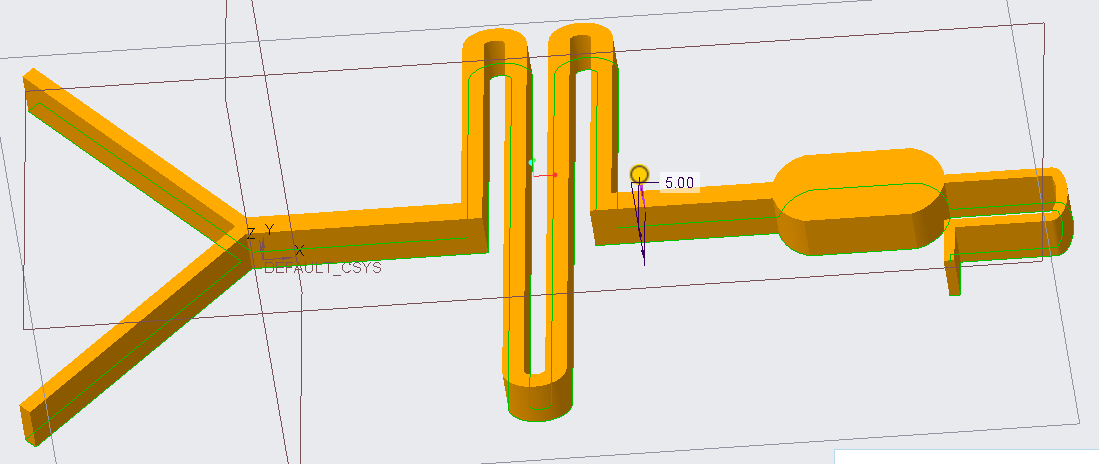 5.00
Z Y
X
DEFAULT_CSYS